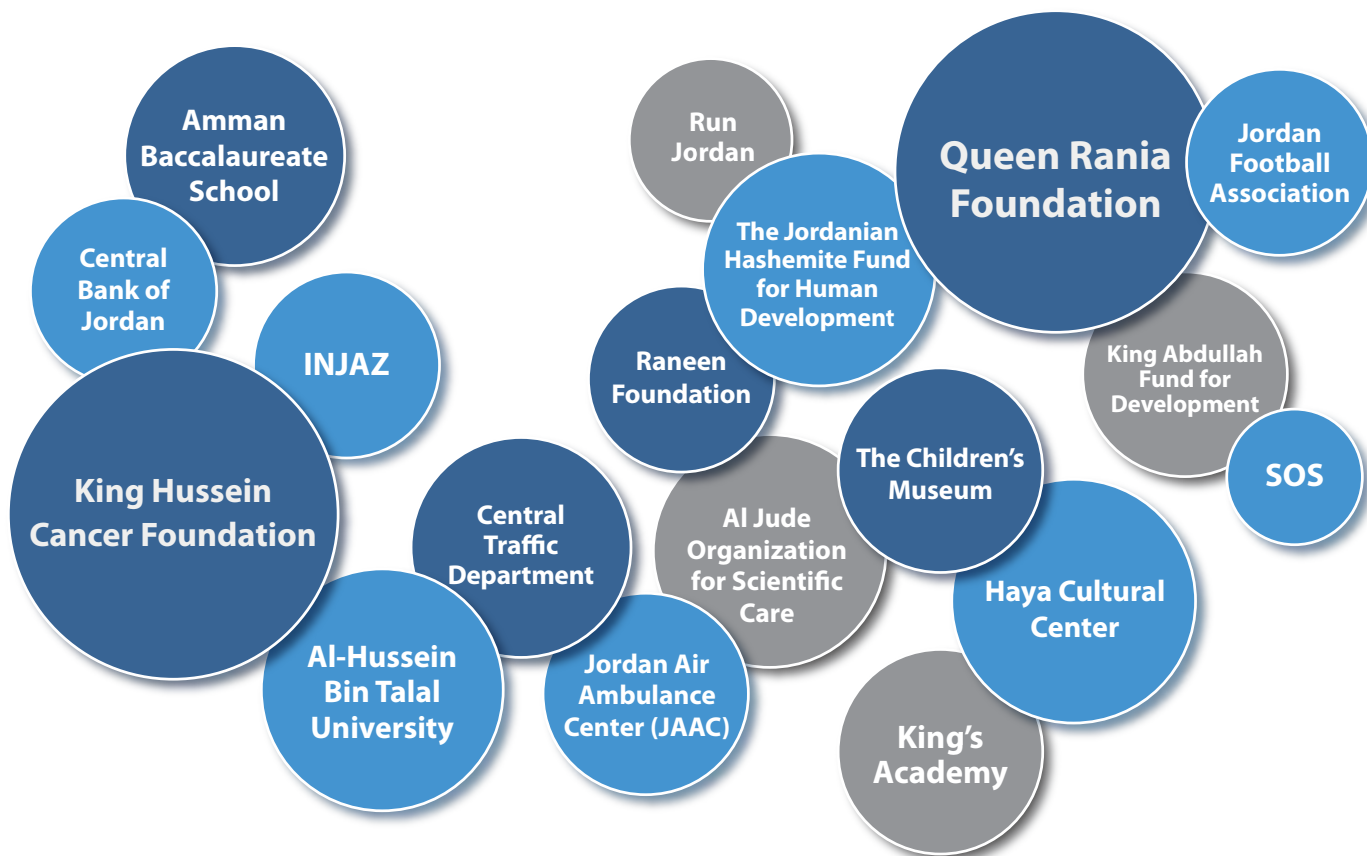 Amman
Baccalaureate
School
Central
Bank of
Jordan
INJAZ
King Hussein
Cancer Foundation
Al-Hussein
Bin Talal
University
Central
Traffic
Department
Jordan Air
Ambulance
Center (JAAC)
Run
Jordan
The Jordanian
Hashemite Fund
for Human
Development
Raneen
Foundation
Al Jude
Organization
for Scientific
Care
The Children's
Museum
Queen Rania
Foundation
Jordan
Football
Association
King Abdullah
Fund for
Development
SOS
Haya Cultural
Center
King's
Academy